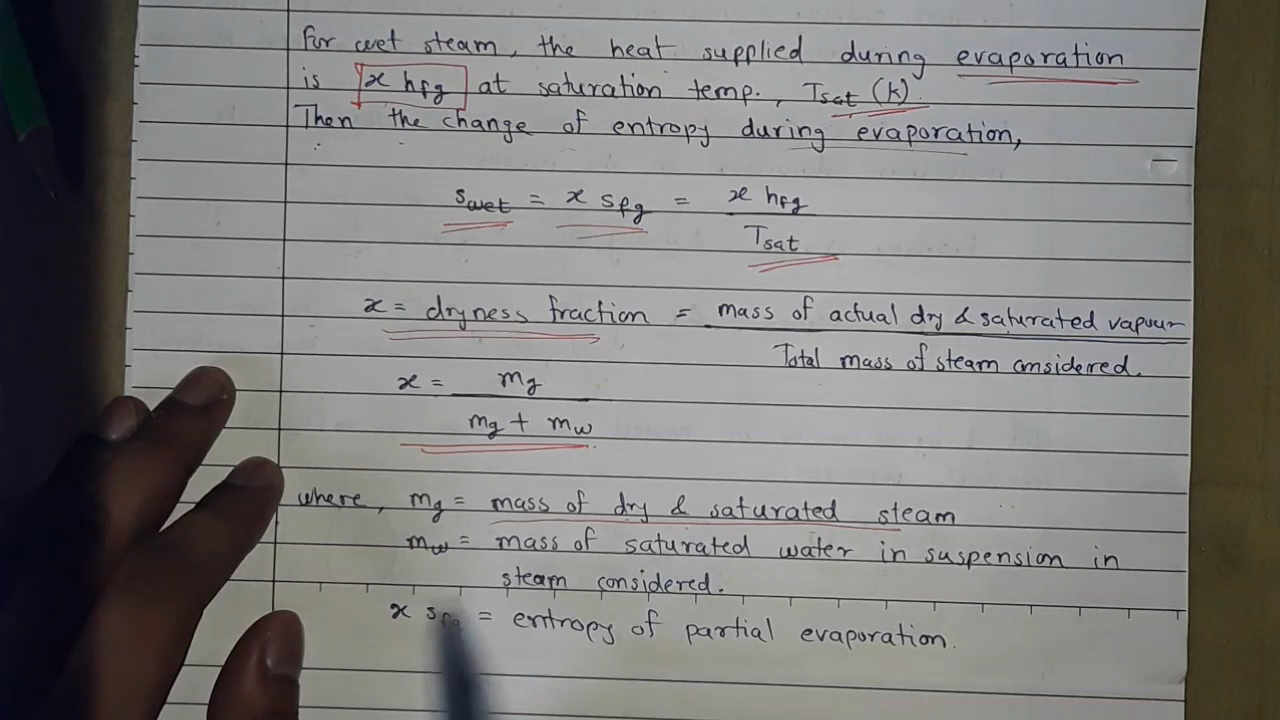 For wet steam, the heat supplied during evaporation
is x hfg at saturation temp., Tsat (K).
Then the change of entropy during evaporation,
swet = x sfg = x hfg / Tsat
x = dryness fraction = mass of actual dry & saturated vapour
Total mass of steam considered.
x = mg
mg + mw
where, mg = mass of dry & saturated steam
mw = mass of saturated water in suspension in
steam considered.
x sfg = entropy of partial evaporation.